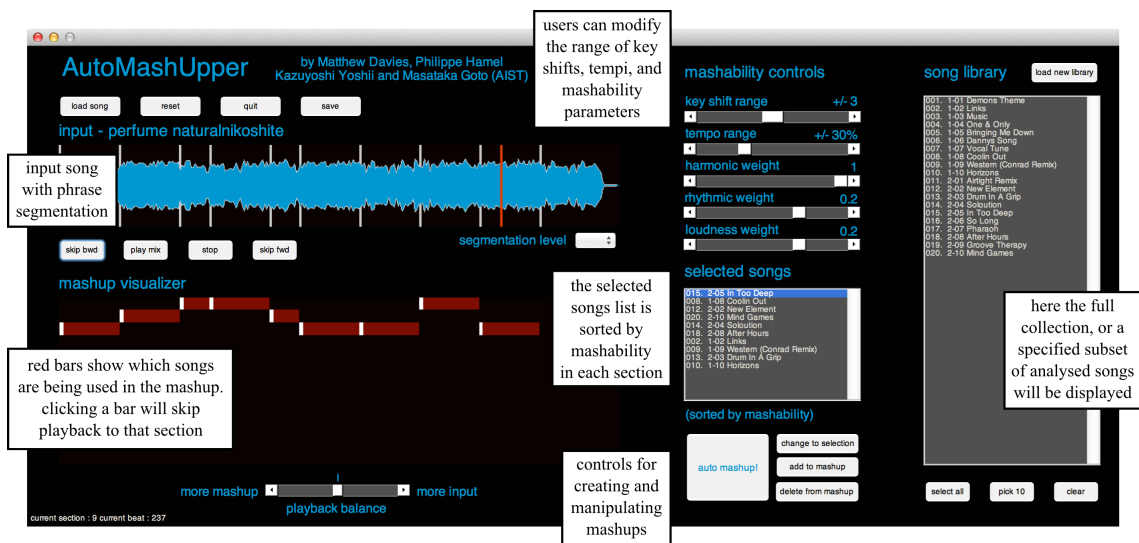 AutoMashUpper
by Matthew Davies, Philippe Hamel
Kazuyoshi Yoshii and Masataka Goto (AIST)
load song
reset
quit
save
input - perfume naturalnikoshite
input song
with phrase
segmentation
skip bwd
play mix
stop
skip fwd
segmentation level
mashup visualizer
red bars show which songs
are being used in the mashup.
clicking a bar will skip
playback to that section
more mashup
more input
playback balance
current section : 9 current beat : 237
users can modify
the range of key
shifts, tempi, and
mashability
parameters
mashability controls
key shift range +/- 3
tempo range +/- 30%
harmonic weight 1
rhythmic weight 0.2
loudness weight 0.2
the selected
songs list is
sorted by
mashability
in each section
selected songs
015. 2-05 In Too Deep
008. 1-08 Coolin Out
012. 2-02 New Element
020. 2-10 Mind Games
014. 2-04 Soloution
018. 2-08 After Hours
002. 1-02 Links
009. 1-09 Western (Conrad Remix)
013. 2-03 Drum In A Grip
010. 1-10 Horizons
(sorted by mashability)
controls for
creating and
manipulating
mashups
auto mashup!
change to selection
add to mashup
delete from mashup
song library
load new library
001. 1-01 Demons Theme
002. 1-02 Links
003. 1-03 Music
004. 1-04 One & Only
005. 1-05 Bringing Me Down
006. 1-06 Dannys Song
007. 1-07 Vocal Tune
008. 1-08 Coolin Out
009. 1-09 Western (Conrad Remix)
010. 1-10 Horizons
011. 2-01 Airtight Remix
012. 2-02 New Element
013. 2-03 Drum In A Grip
014. 2-04 Soloution
015. 2-05 In Too Deep
016. 2-06 So Long
017. 2-07 Pharaoh
018. 2-08 After Hours
019. 2-09 Groove Therapy
020. 2-10 Mind Games
here the full
collection, or a
specified subset
of analysed songs
will be displayed
select all
pick 10
clear